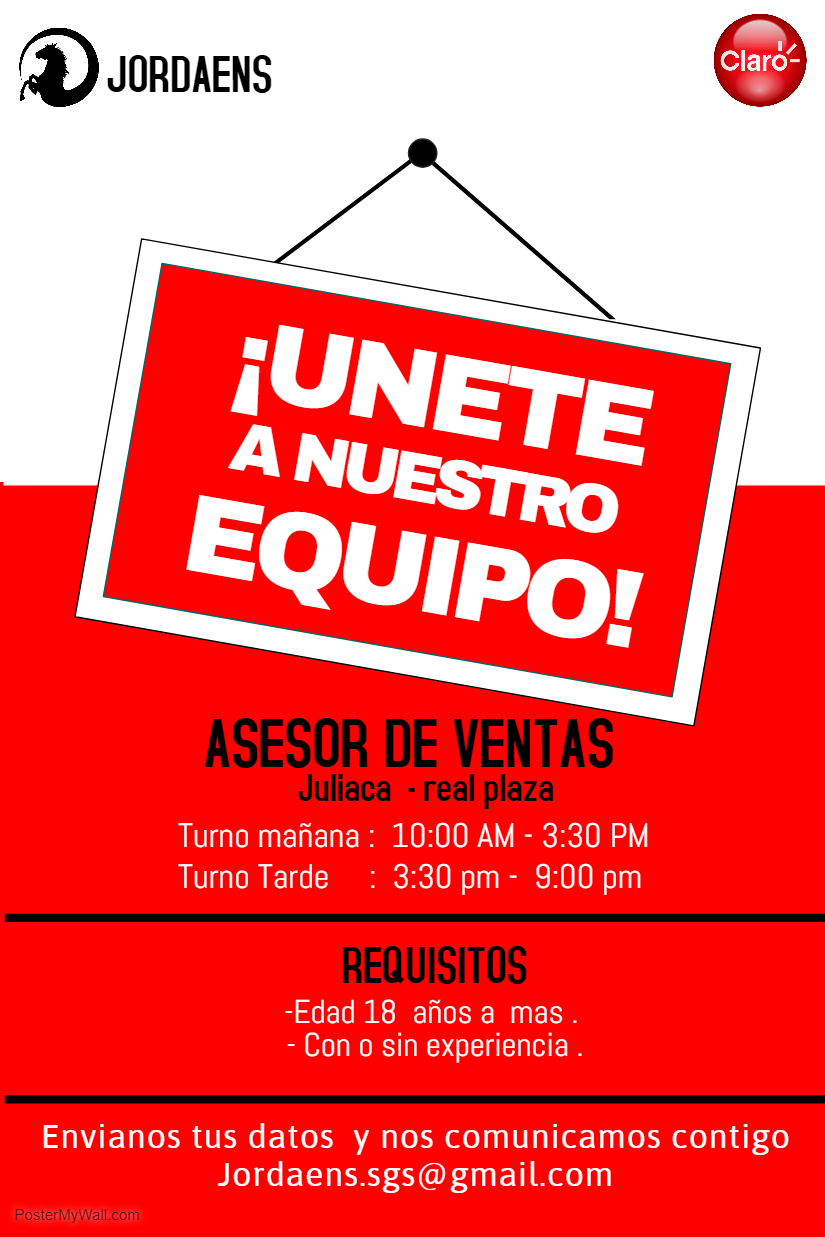 JORDAENS
Claro
¡UNETE
A NUESTRO
EQUIPO!
ASESOR DE VENTAS
Juliaca - real plaza
Turno mañana : 10:00 AM - 3:30 PM
Turno Tarde : 3:30 pm - 9:00 pm
REQUISITOS
-Edad 18 años a mas .
- Con o sin experiencia .
Envianos tus datos y nos comunicamos contigo
Jordaens.sgs@gmail.com
PosterMyWall.com